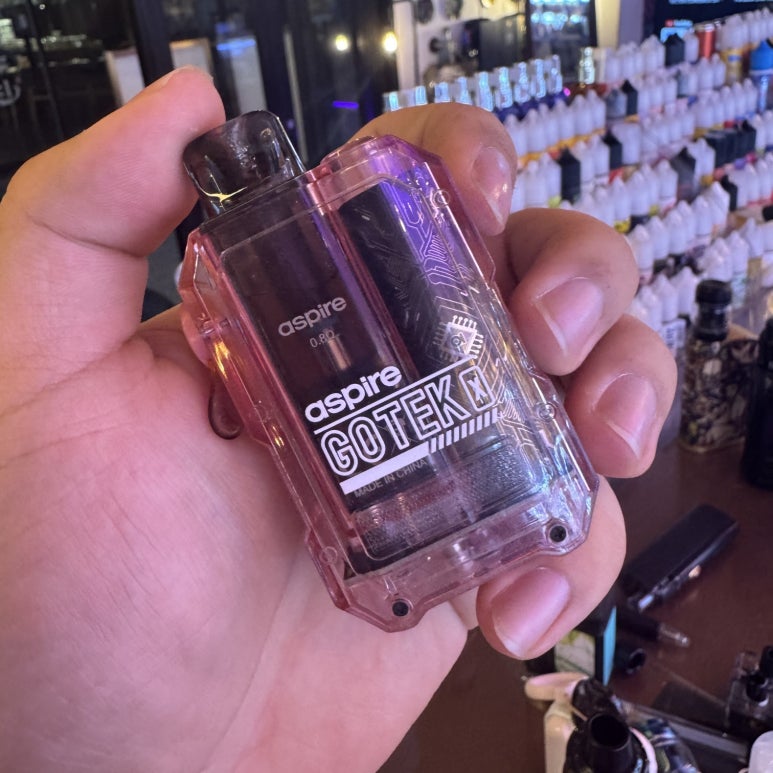 aspire
0.8Ω
aspire
GOTEK X
MADE IN CHINA